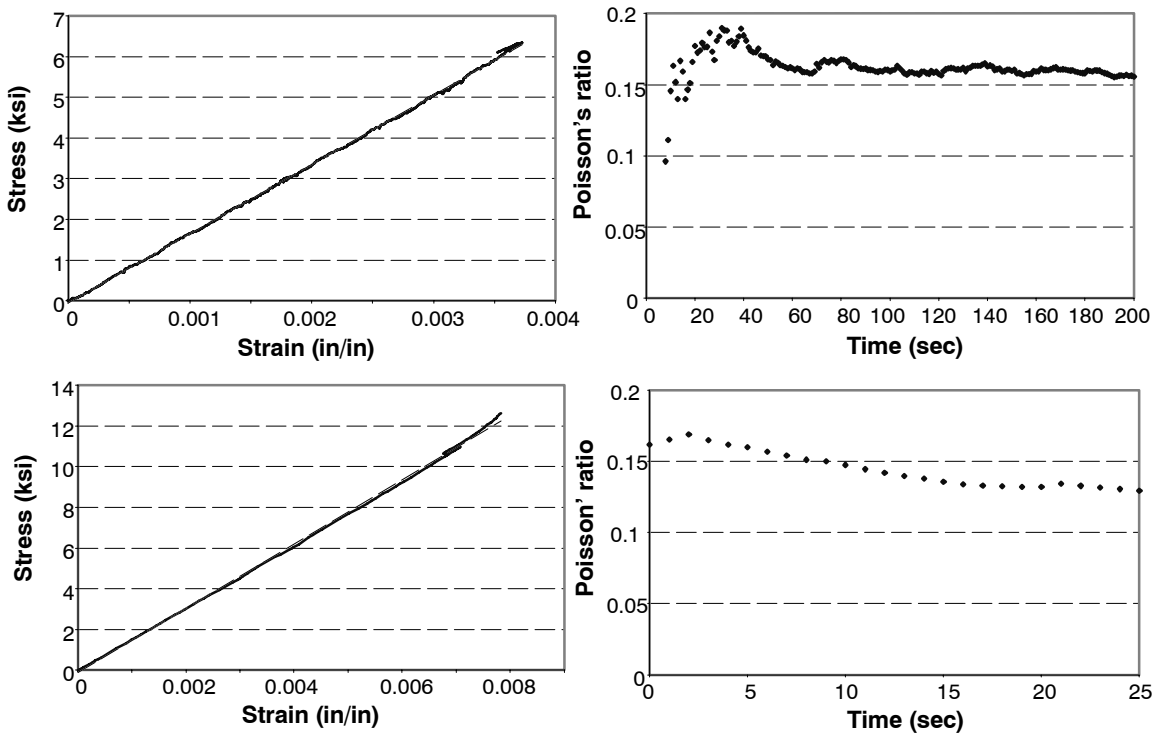 7
6
5
4
3
2
1
0
Stress (ksi)
0 0.001 0.002 0.003 0.004
Strain (in/in)
0.2
0.15
0.1
0.05
0
Poisson's ratio
0 20 40 60 80 100 120 140 160 180 200
Time (sec)
14
12
10
8
6
4
2
0
Stress (ksi)
0 0.002 0.004 0.006 0.008
Strain (in/in)
0.2
0.15
0.1
0.05
0
Poisson' ratio
0 5 10 15 20 25
Time (sec)